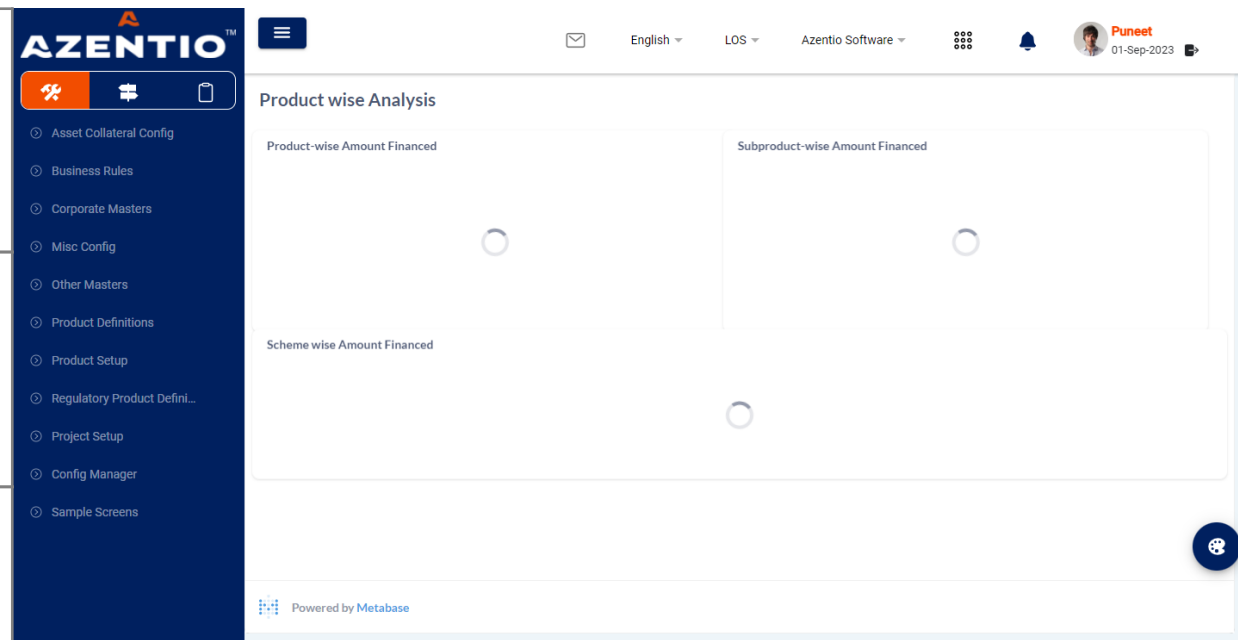 AZENTIO™
English
LOS
Azentio Software
Puneet
01-Sep-2023
Asset Collateral Config
Business Rules
Corporate Masters
Misc Config
Other Masters
Product Definitions
Product Setup
Regulatory Product Defini...
Project Setup
Config Manager
Sample Screens
Product wise Analysis
Product-wise Amount Financed
Subproduct-wise Amount Financed
Scheme wise Amount Financed
Powered by Metabase